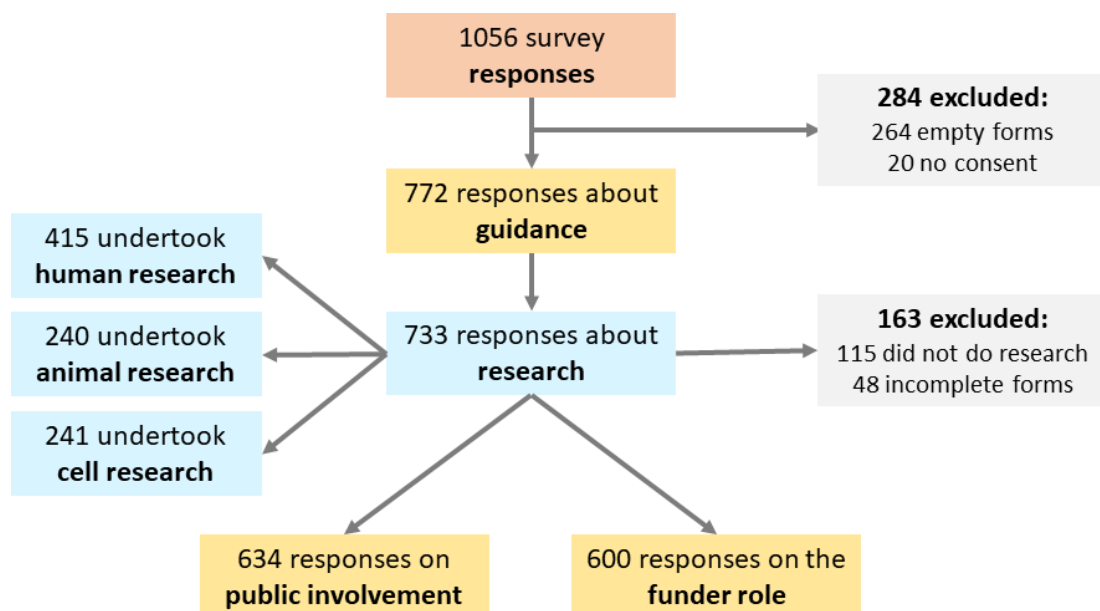 1056 survey
responses
284 excluded:
264 empty forms
20 no consent
772 responses about
guidance
415 undertook
human research
733 responses about
research
163 excluded:
115 did not do research
48 incomplete forms
240 undertook
animal research
241 undertook
cell research
634 responses on
public involvement
600 responses on the
funder role